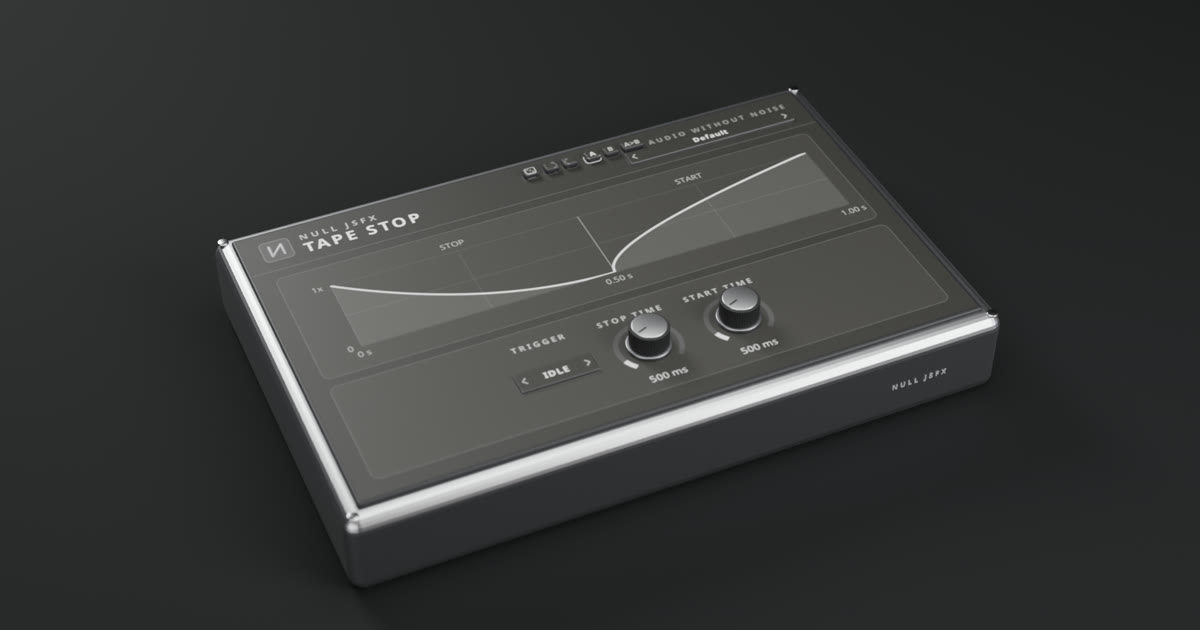 AUDIO WITHOUT NOISE
A B A>B
< Default >
NULL JSFX
TAPE STOP
STOP
START
1x
0
0 s
0.50 s
1.00 s
TRIGGER
STOP TIME
START TIME
< IDLE >
500 ms
500 ms
NULL JSFX